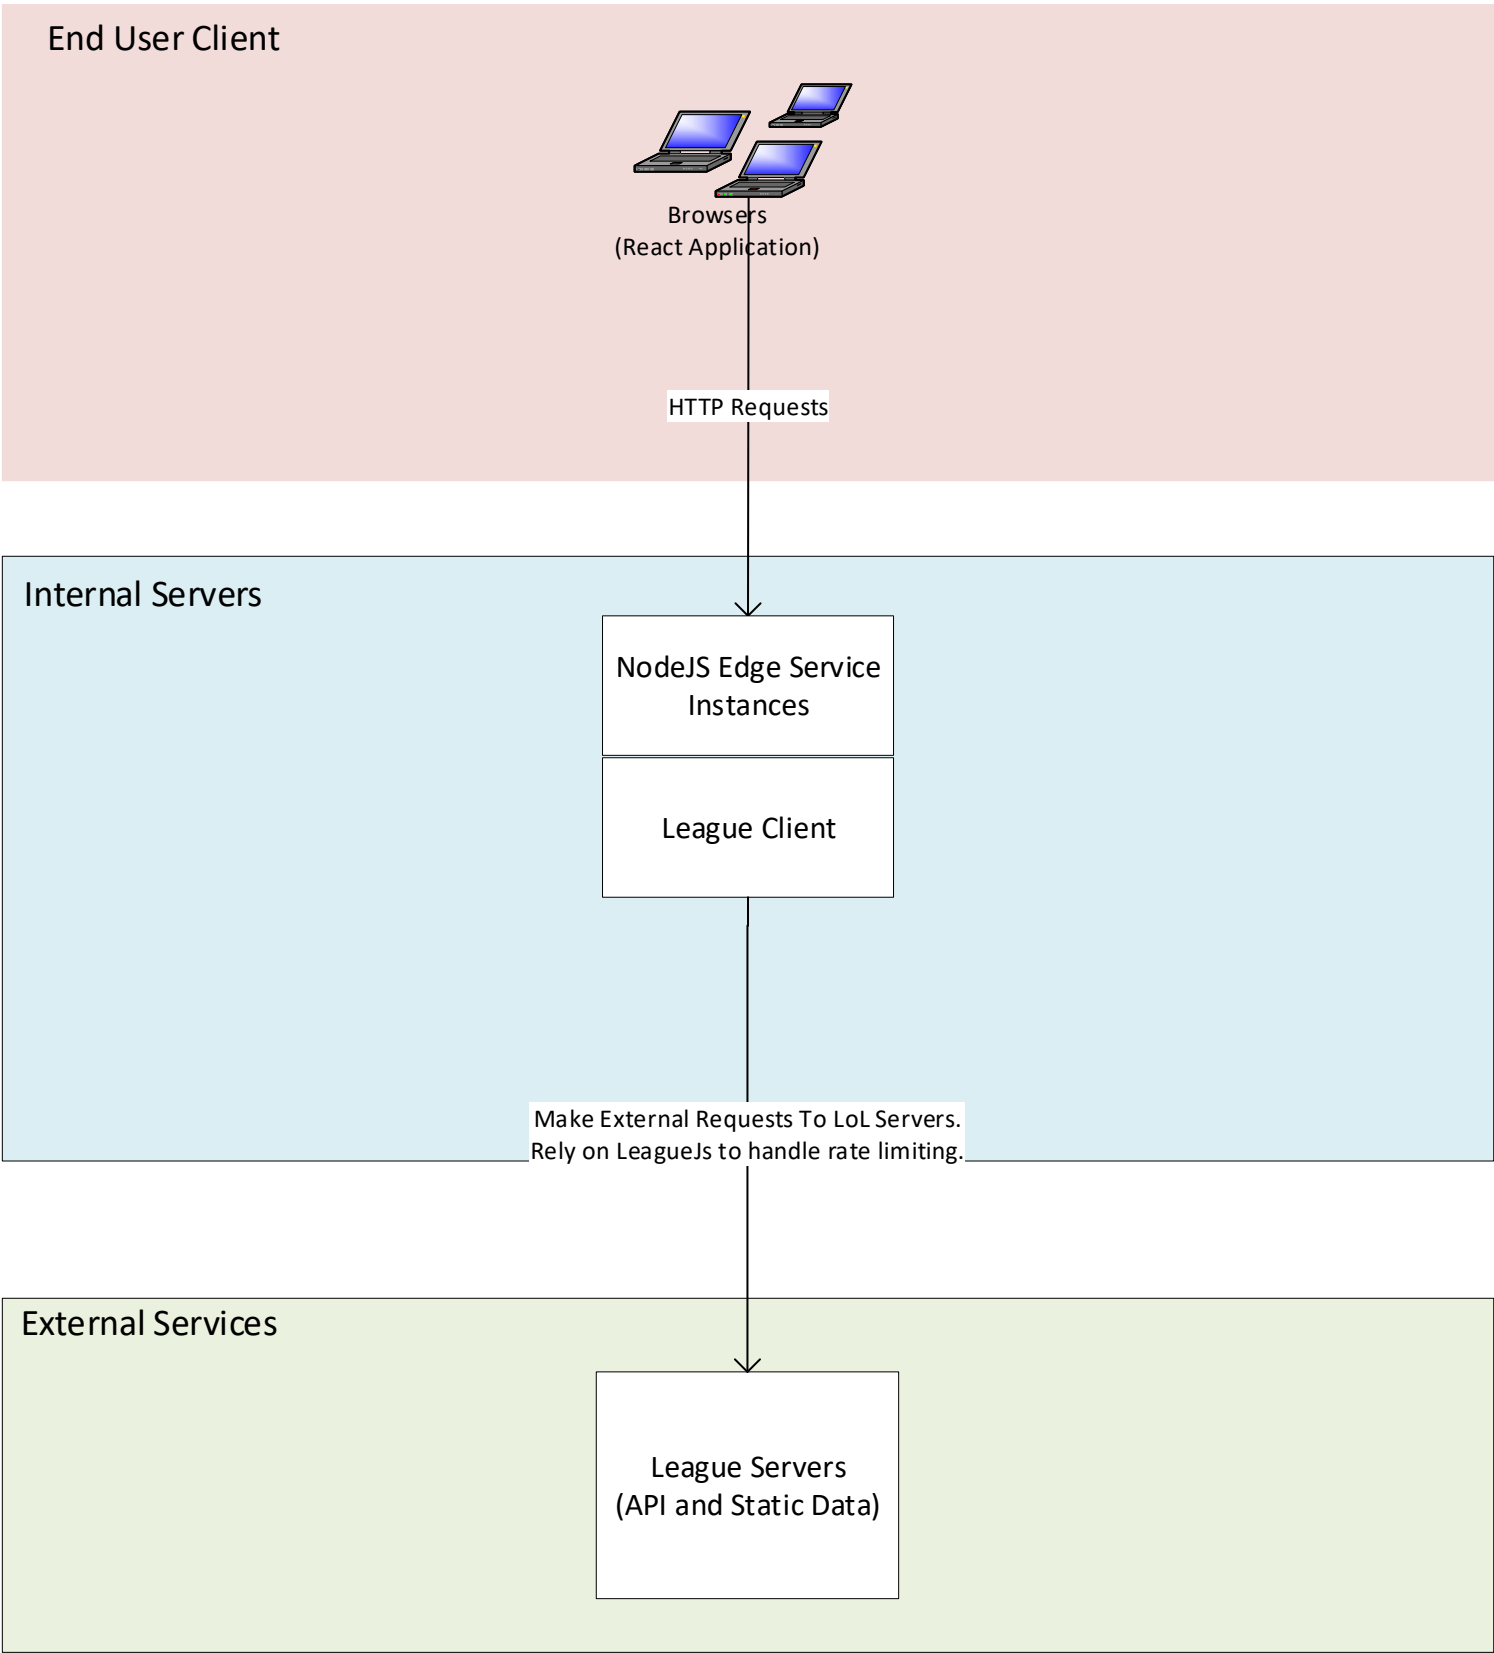 End User Client
Browsers
(React Application)
HTTP Requests
Internal Servers
NodeJS Edge Service
Instances
League Client
Make External Requests To LoL Servers.
Rely on LeagueJs to handle rate limiting.
External Services
League Servers
(API and Static Data)